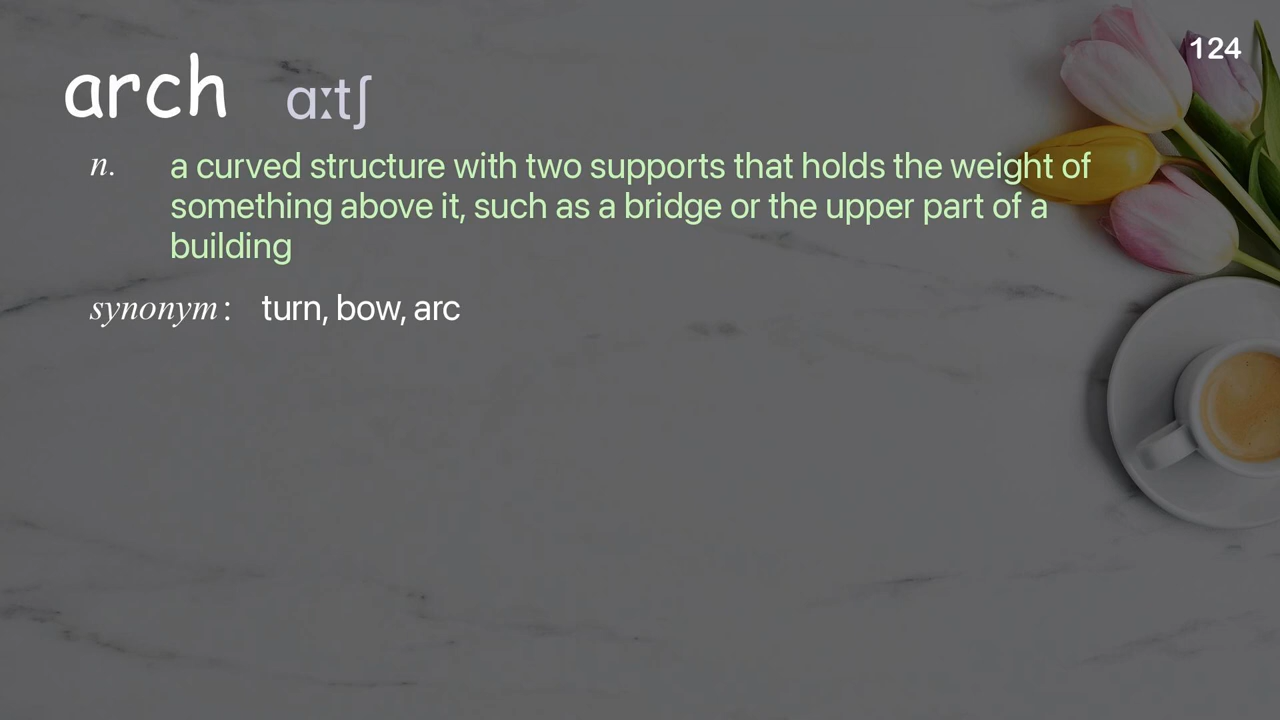 124
arch ɑːtʃ
n. a curved structure with two supports that holds the weight of
something above it, such as a bridge or the upper part of a
building
synonym: turn, bow, arc